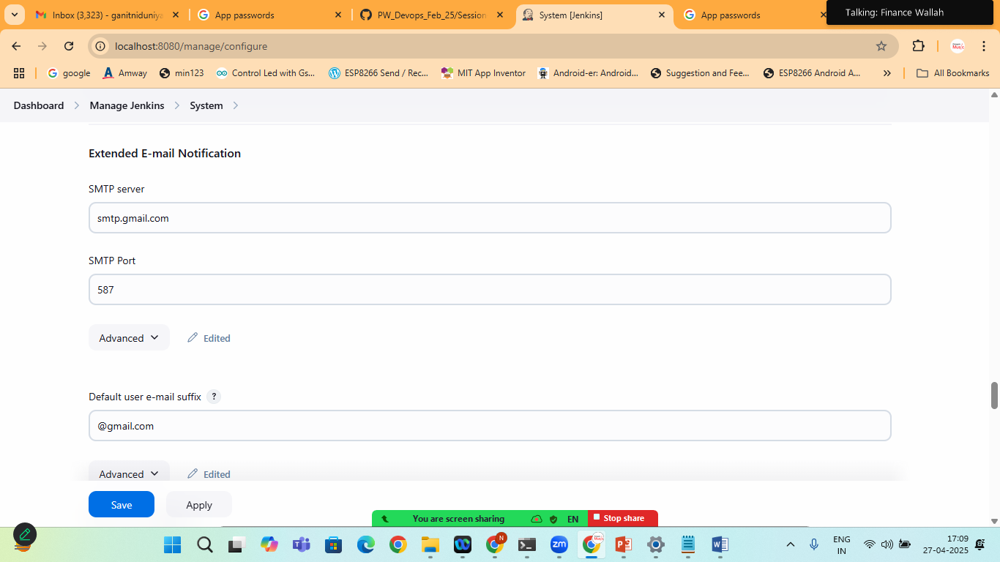 Inbox (3,323) - ganitniduniya
App passwords
PW_Devops_Feb_25/Session
System [Jenkins]
App passwords
Talking: Finance Wallah
localhost:8080/manage/configure
google
Amway
min123
Control Led with Gs...
ESP8266 Send / Rec...
MIT App Inventor
Android-er: Android...
Suggestion and Fee...
ESP8266 Android A...
All Bookmarks
Dashboard
Manage Jenkins
System
Extended E-mail Notification
SMTP server
smtp.gmail.com
SMTP Port
587
Advanced
Edited
Default user e-mail suffix ?
@gmail.com
Advanced
Edited
Save
Apply
You are screen sharing
EN
Stop share
N
zm
ENG
IN
17:09
27-04-2025